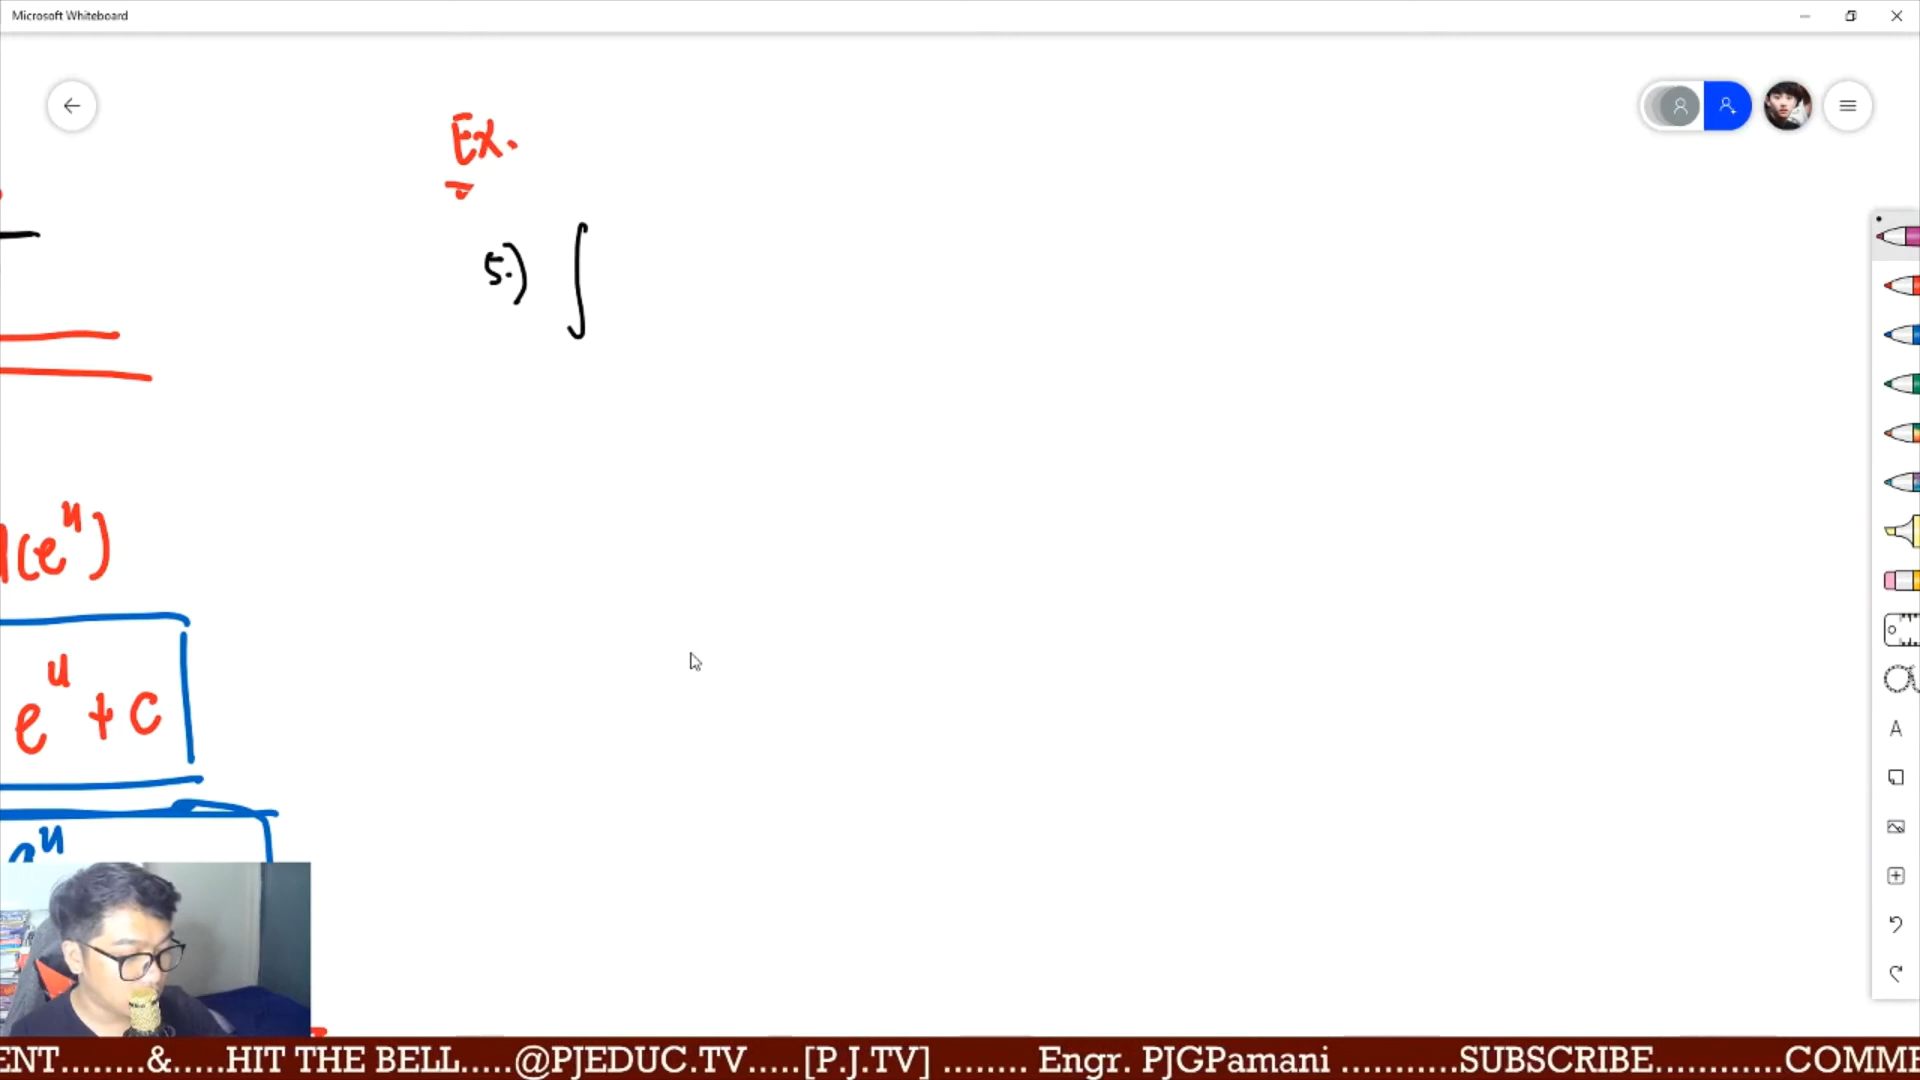 Microsoft Whiteboard
Ex.
5.) ∫
(e^u)
e^u + c
u
A
ENT........&.....HIT THE BELL.....@PJEDUC.TV.....[P.J.TV] ........ Engr. PJGPamani ...........SUBSCRIBE...........COMME